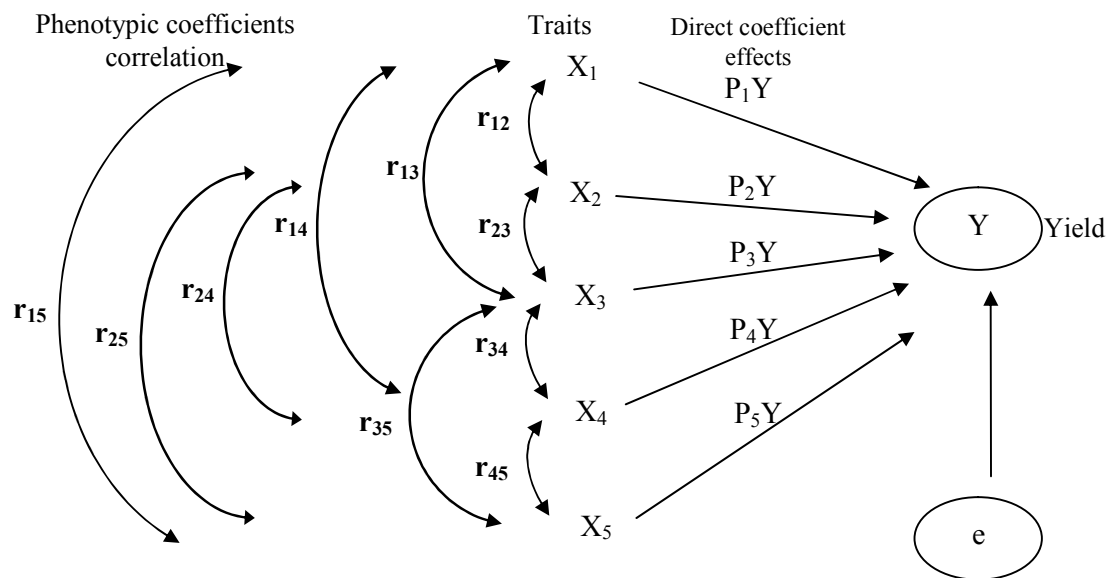 Phenotypic coefficients
correlation
Traits
Direct coefficient
effects
X₁
P₁Y
r₁₂
r₁₃
X₂
P₂Y
r₁₄
r₂₃
Y
Yield
P₃Y
r₂₄
X₃
r₁₅
r₂₅
r₃₄
P₄Y
X₄
P₅Y
r₃₅
r₄₅
X₅
e